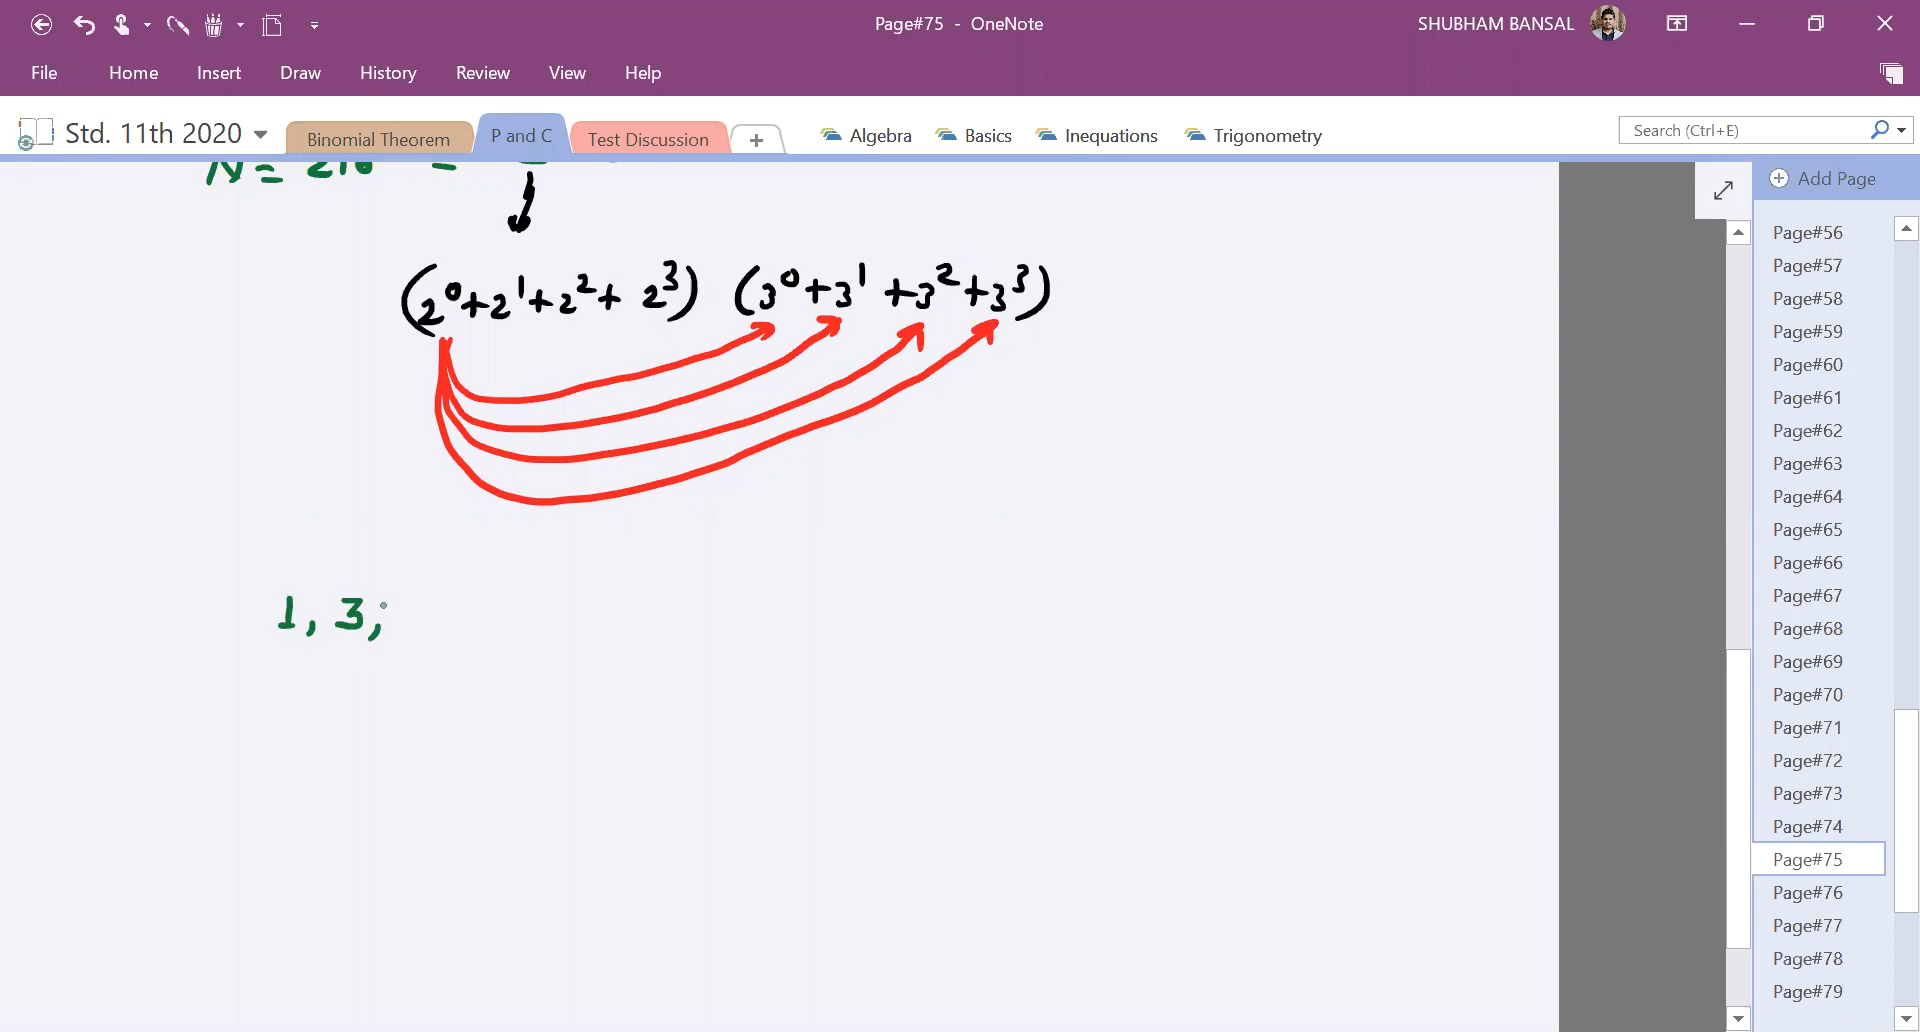 Page#75 - OneNote
SHUBHAM BANSAL
File Home Insert Draw History Review View Help
Std. 11th 2020
Binomial Theorem P and C Test Discussion +
Algebra Basics Inequations Trigonometry
Search (Ctrl+E)
Add Page
N = 216 =
(2⁰+2¹+2²+ 2³) (3⁰+3¹ +3²+3³)
1, 3,
Page#56
Page#57
Page#58
Page#59
Page#60
Page#61
Page#62
Page#63
Page#64
Page#65
Page#66
Page#67
Page#68
Page#69
Page#70
Page#71
Page#72
Page#73
Page#74
Page#75
Page#76
Page#77
Page#78
Page#79